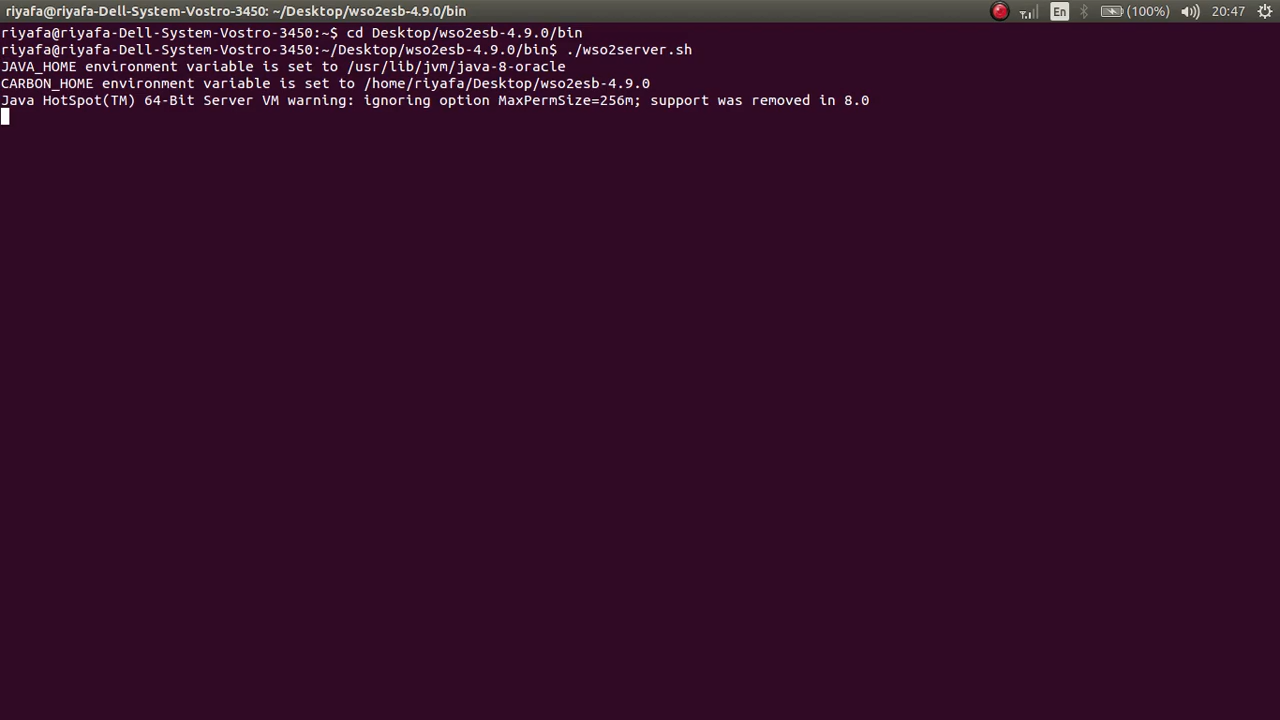 riyafa@riyafa-Dell-System-Vostro-3450: ~/Desktop/wso2esb-4.9.0/bin En (100%) 20:47
riyafa@riyafa-Dell-System-Vostro-3450:~$ cd Desktop/wso2esb-4.9.0/bin
riyafa@riyafa-Dell-System-Vostro-3450:~/Desktop/wso2esb-4.9.0/bin$ ./wso2server.sh
JAVA_HOME environment variable is set to /usr/lib/jvm/java-8-oracle
CARBON_HOME environment variable is set to /home/riyafa/Desktop/wso2esb-4.9.0
Java HotSpot(TM) 64-Bit Server VM warning: ignoring option MaxPermSize=256m; support was removed in 8.0